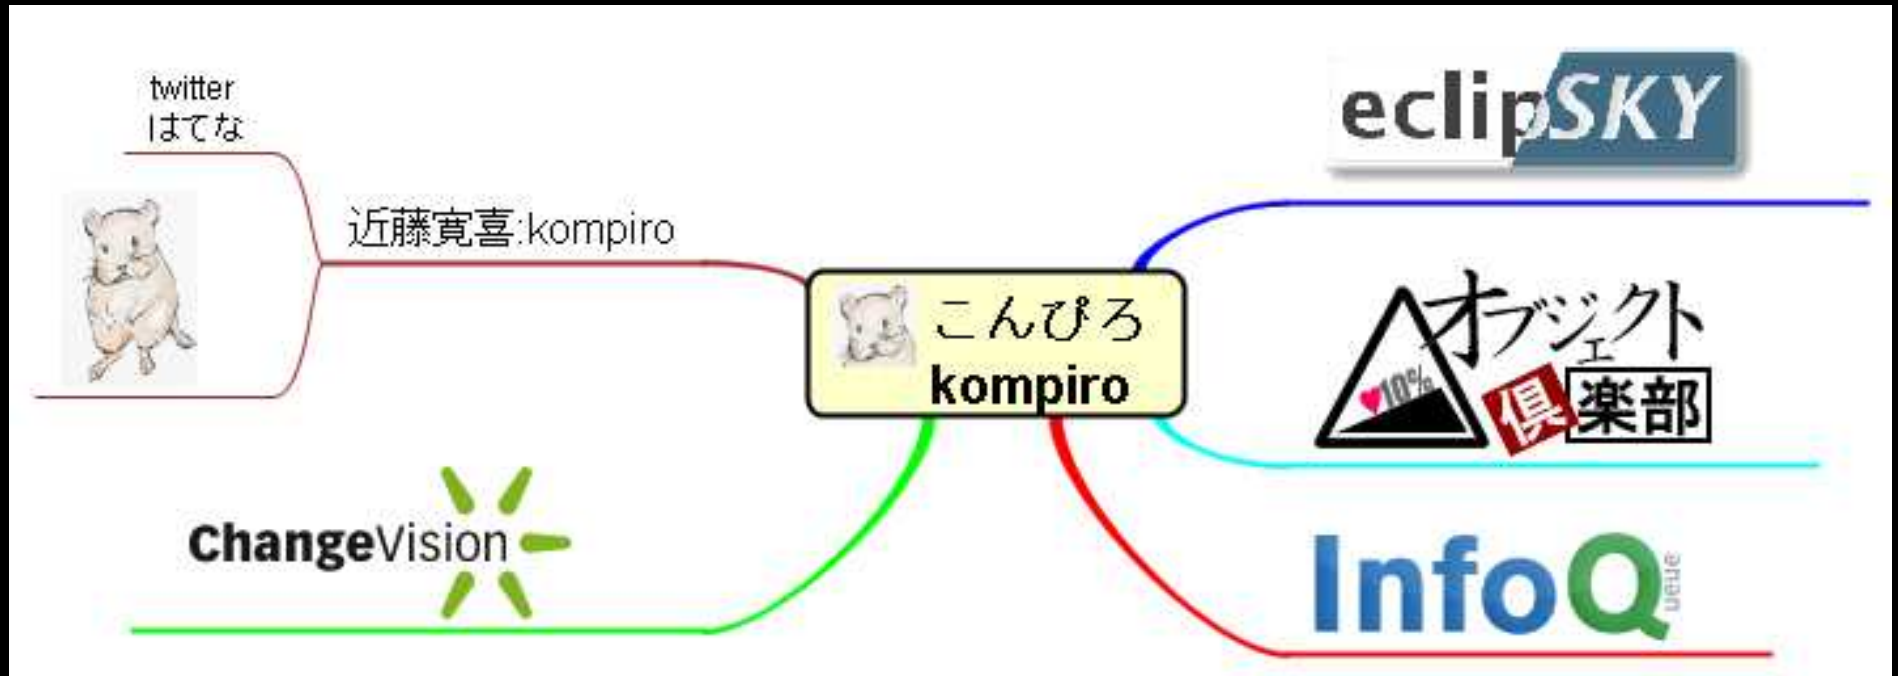 twitter
はてな
近藤寛喜:kompiro
こんぴろ
kompiro
ChangeVision
eclipSKY
オブジェクト
♥10%
倶楽部
InfoQ
ueue